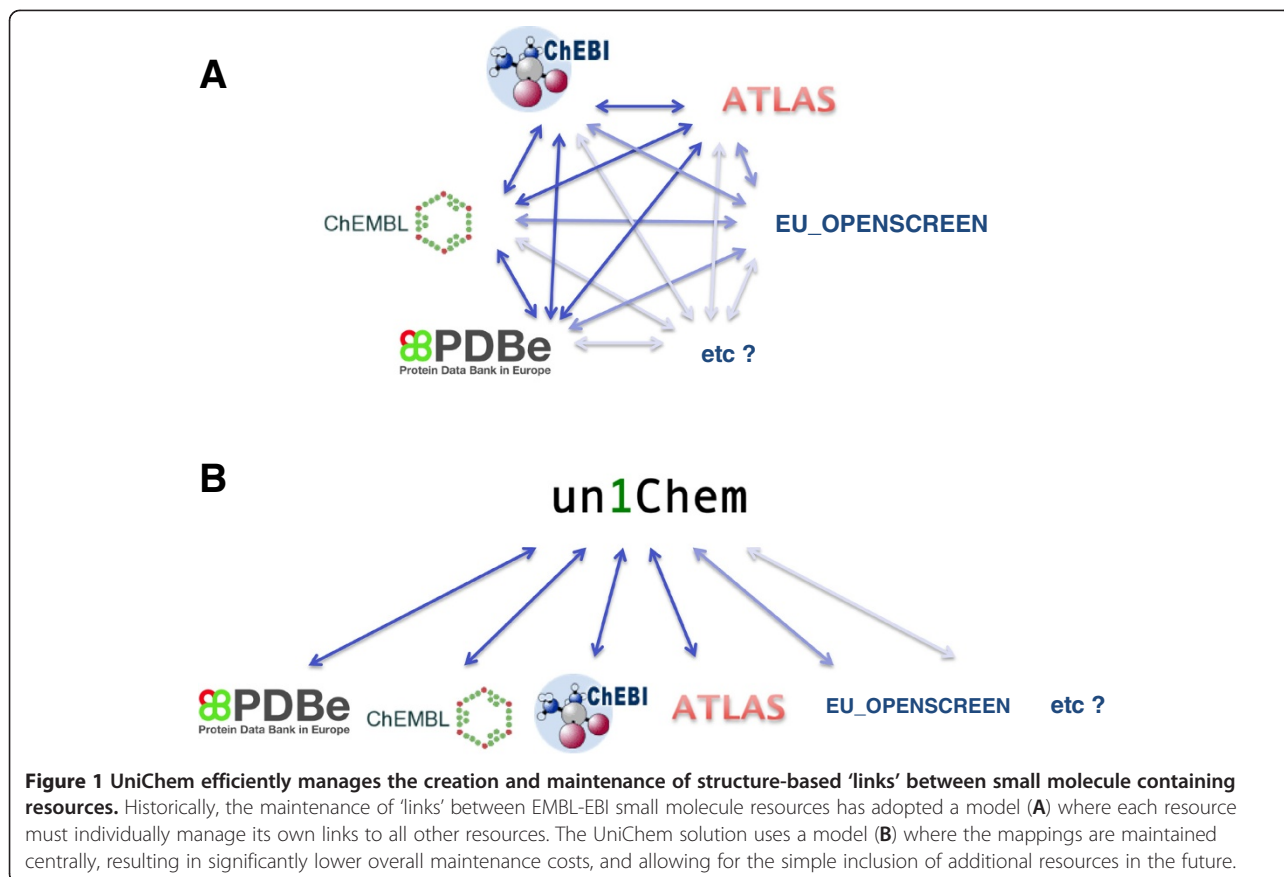 A
ChEBI
ATLAS
ChEMBL
EU_OPENSCREEN
PDBe
Protein Data Bank in Europe
etc ?
B
un1Chem
PDBe
Protein Data Bank in Europe
ChEMBL
ChEBI
ATLAS
EU_OPENSCREEN
etc ?
Figure 1 UniChem efficiently manages the creation and maintenance of structure-based ‘links’ between small molecule containing
resources. Historically, the maintenance of ‘links’ between EMBL-EBI small molecule resources has adopted a model (A) where each resource
must individually manage its own links to all other resources. The UniChem solution uses a model (B) where the mappings are maintained
centrally, resulting in significantly lower overall maintenance costs, and allowing for the simple inclusion of additional resources in the future.